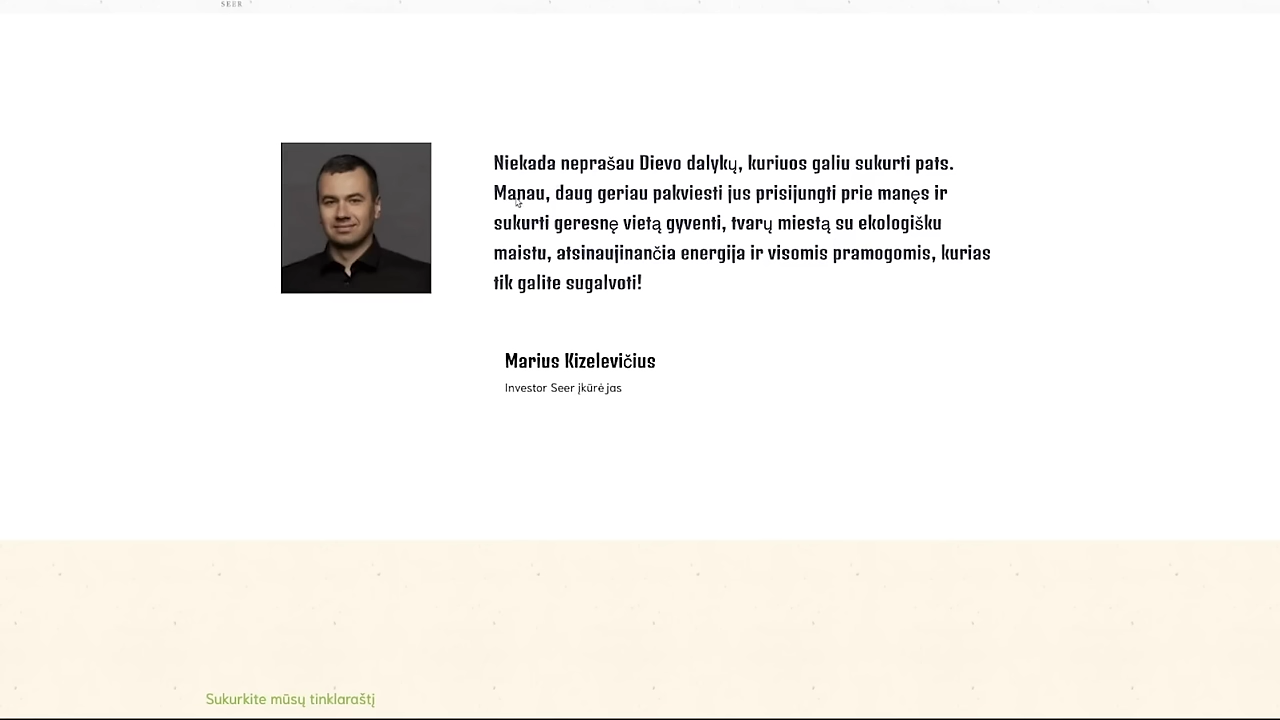 SEER
Niekada neprašau Dievo dalykų, kuriuos galiu sukurti pats.
Manau, daug geriau pakviesti jus prisijungti prie manęs ir
sukurti geresnę vietą gyventi, tvarų miestą su ekologišku
maistu, atsinaujinančia energija ir visomis pramogomis, kurias
tik galite sugalvoti!
Marius Kizelevičius
Investor Seer įkūrėjas
Sukurkite mūsų tinklaraštį